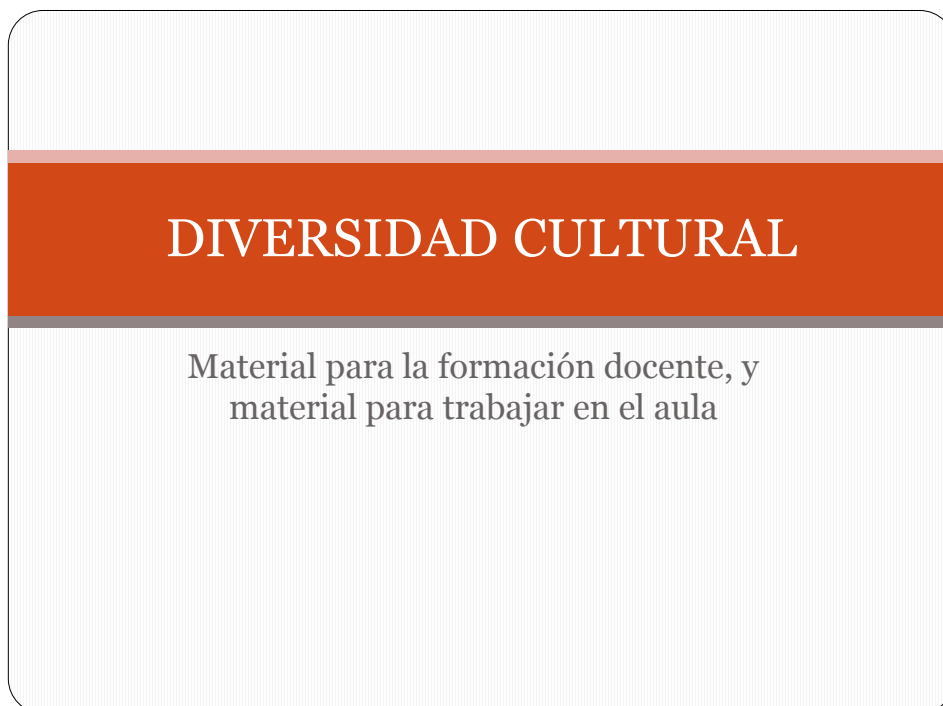 DIVERSIDAD CULTURAL
Material para la formación docente, y
material para trabajar en el aula